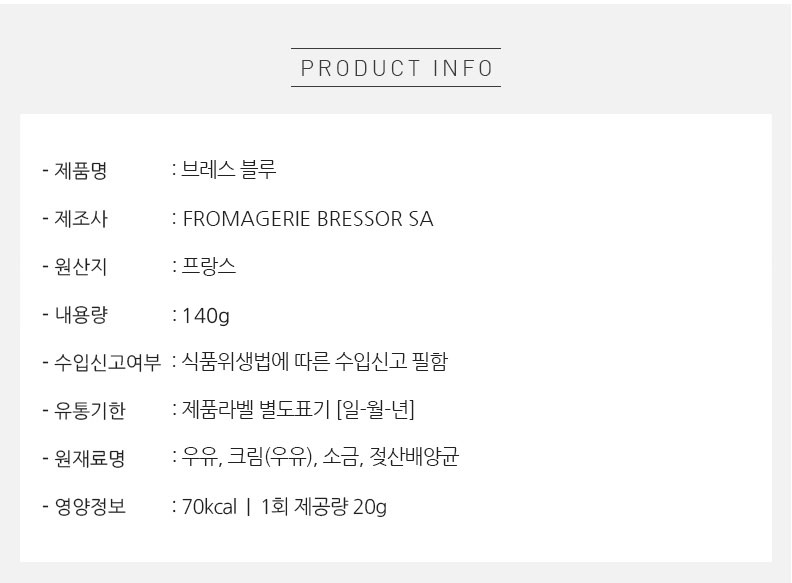 PRODUCT INFO
- 제품명 : 브레스 블루
- 제조사 : FROMAGERIE BRESSOR SA
- 원산지 : 프랑스
- 내용량 : 140g
- 수입신고여부 : 식품위생법에 따른 수입신고 필함
- 유통기한 : 제품라벨 별도표기 [일-월-년]
- 원재료명 : 우유, 크림(우유), 소금, 젖산배양균
- 영양정보 : 70kcal | 1회 제공량 20g